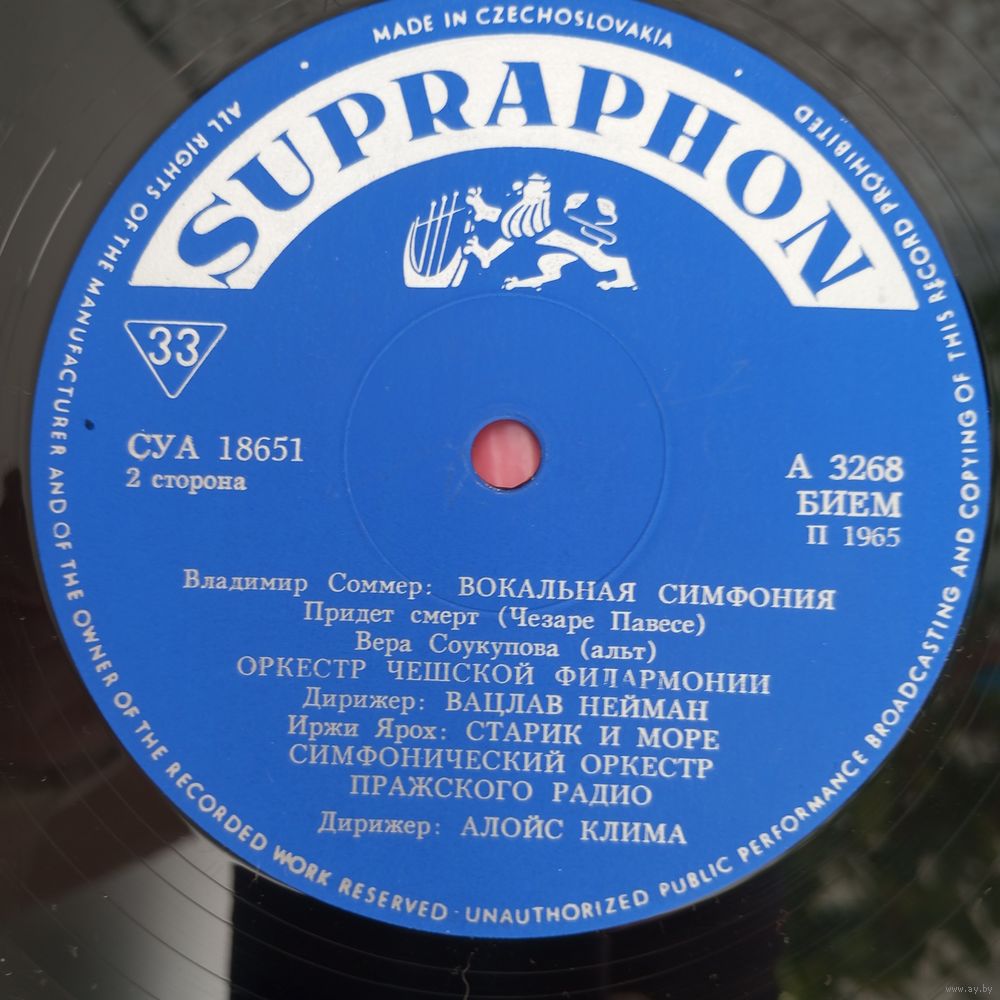 MADE IN CZECHOSLOVAKIA
ALL RIGHTS OF THE MANUFACTURER AND OF THE OWNER OF THE RECORDED WORK RESERVED · UNAUTHORIZED PUBLIC PERFORMANCE BROADCASTING AND COPYING OF THIS RECORD PROHIBITED
SUPRAPHON
33
СУА 18651
2 сторона
А 3268
БИЕМ
П 1965
Владимир Соммер: ВОКАЛЬНАЯ СИМФОНИЯ
Придет смерт (Чезаре Павесе)
Вера Соукупова (альт)
ОРКЕСТР ЧЕШСКОЙ ФИЛАРМОНИИ
Дирижер: ВАЦЛАВ НЕЙМАН
Иржи Ярох: СТАРИК И МОРЕ
СИМФОНИЧЕСКИЙ ОРКЕСТР
ПРАЖСКОГО РАДИО
Дирижер: АЛОЙС КЛИМА
www.ay.by